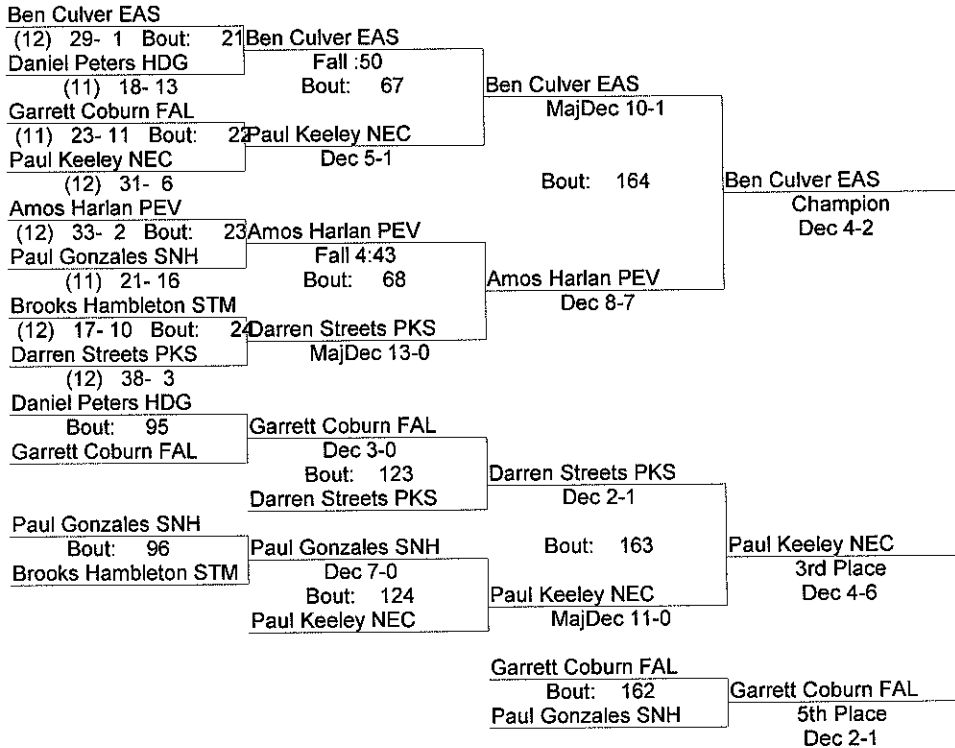 Ben Culver EAS
(12) 29- 1 Bout: 21
Daniel Peters HDG
(11) 18- 13
Garrett Coburn FAL
(11) 23- 11 Bout: 22
Paul Keeley NEC
(12) 31- 6
Amos Harlan PEV
(12) 33- 2 Bout: 23
Paul Gonzales SNH
(11) 21- 16
Brooks Hambleton STM
(12) 17- 10 Bout: 24
Darren Streets PKS
(12) 38- 3
Daniel Peters HDG
Bout: 95
Garrett Coburn FAL
Paul Gonzales SNH
Bout: 96
Brooks Hambleton STM
Ben Culver EAS
Fall :50
Bout: 67
Paul Keeley NEC
Dec 5-1
Amos Harlan PEV
Fall 4:43
Bout: 68
Darren Streets PKS
MajDec 13-0
Garrett Coburn FAL
Dec 3-0
Bout: 123
Darren Streets PKS
Paul Gonzales SNH
Dec 7-0
Bout: 124
Paul Keeley NEC
Ben Culver EAS
MajDec 10-1
Bout: 164
Amos Harlan PEV
Dec 8-7
Darren Streets PKS
Dec 2-1
Bout: 163
Paul Keeley NEC
MajDec 11-0
Garrett Coburn FAL
Bout: 162
Paul Gonzales SNH
Ben Culver EAS
Champion
Dec 4-2
Paul Keeley NEC
3rd Place
Dec 4-6
Garrett Coburn FAL
5th Place
Dec 2-1